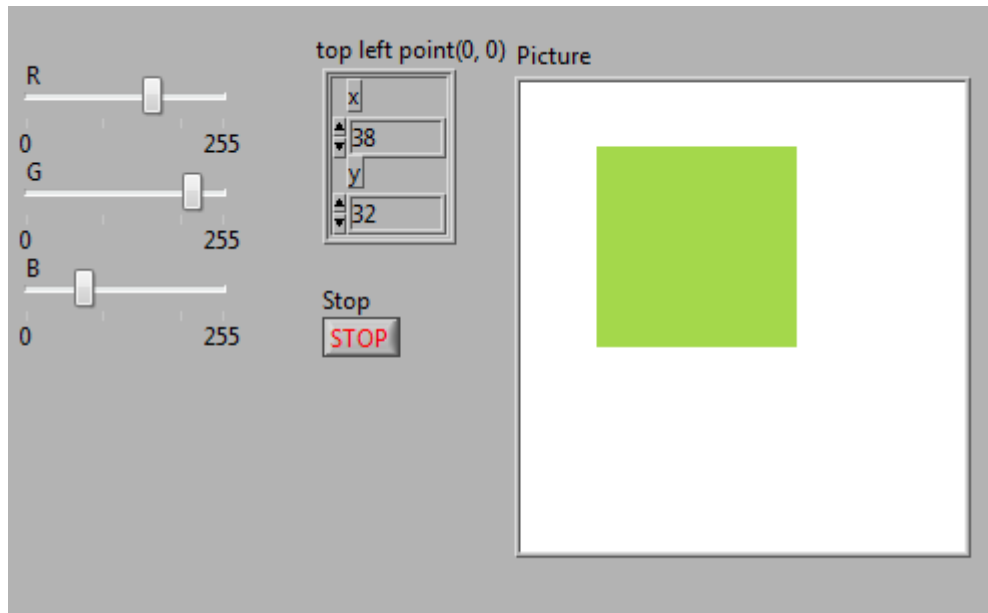 R
0 255
G
0 255
B
0 255
top left point(0, 0)
x
38
y
32
Stop
STOP
Picture